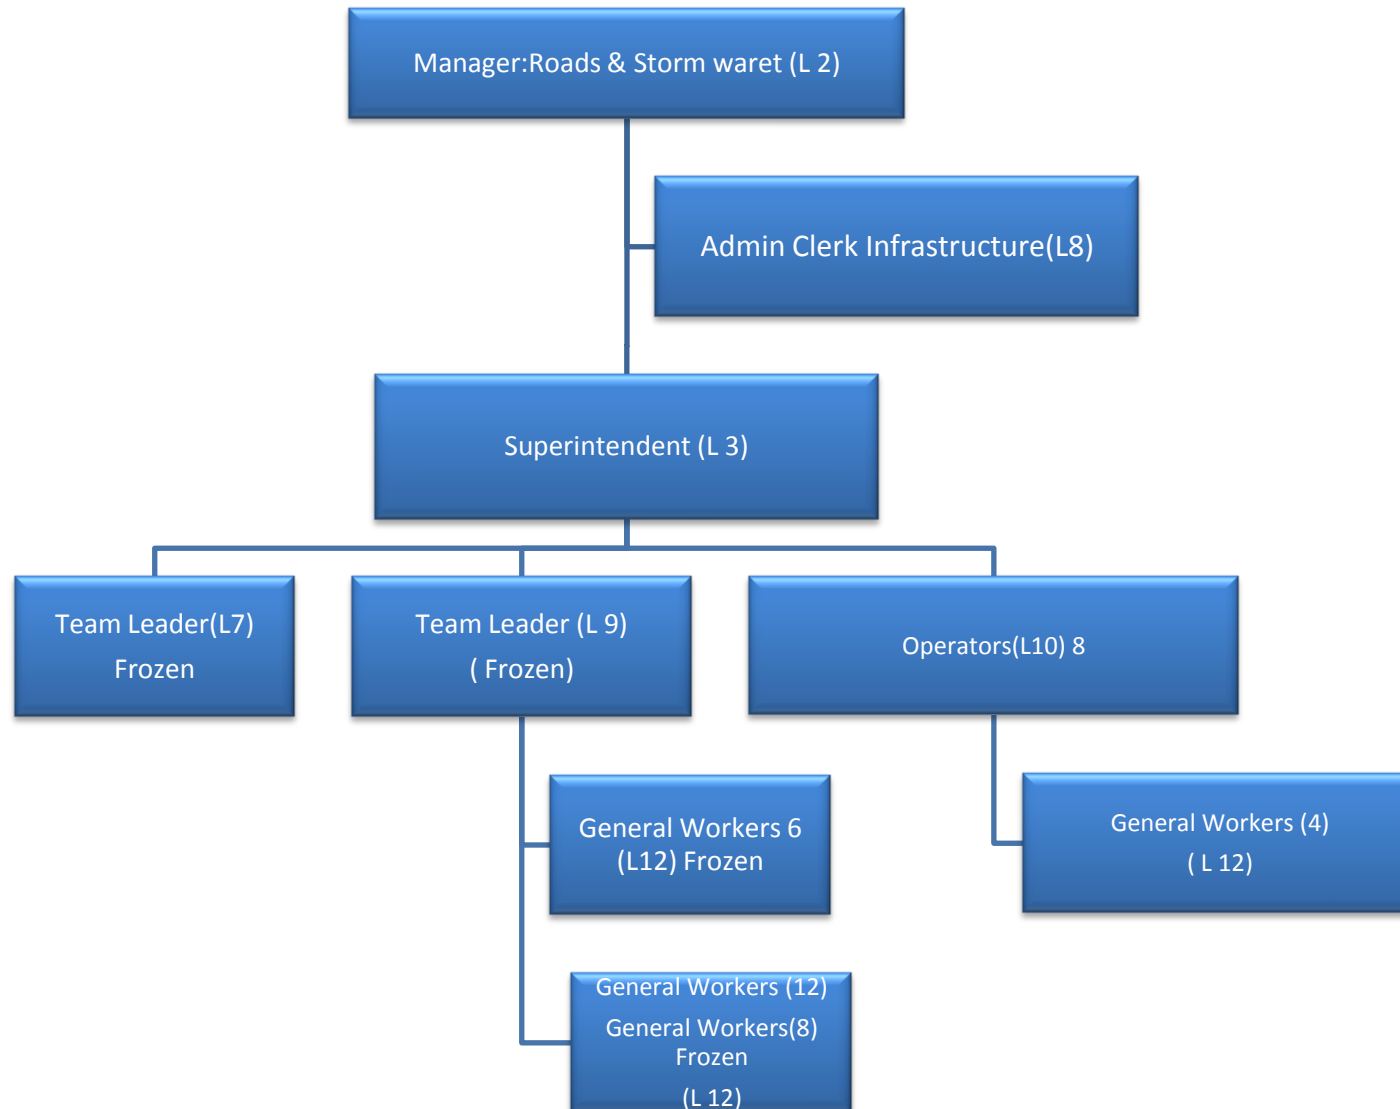 Manager:Roads & Storm waret (L 2)
Admin Clerk Infrastructure(L8)
Superintendent (L 3)
Team Leader(L7)
Frozen
Team Leader (L 9)
( Frozen)
Operators(L10) 8
General Workers 6
(L12) Frozen
General Workers (4)
( L 12)
General Workers (12)
General Workers(8)
Frozen
(L 12)